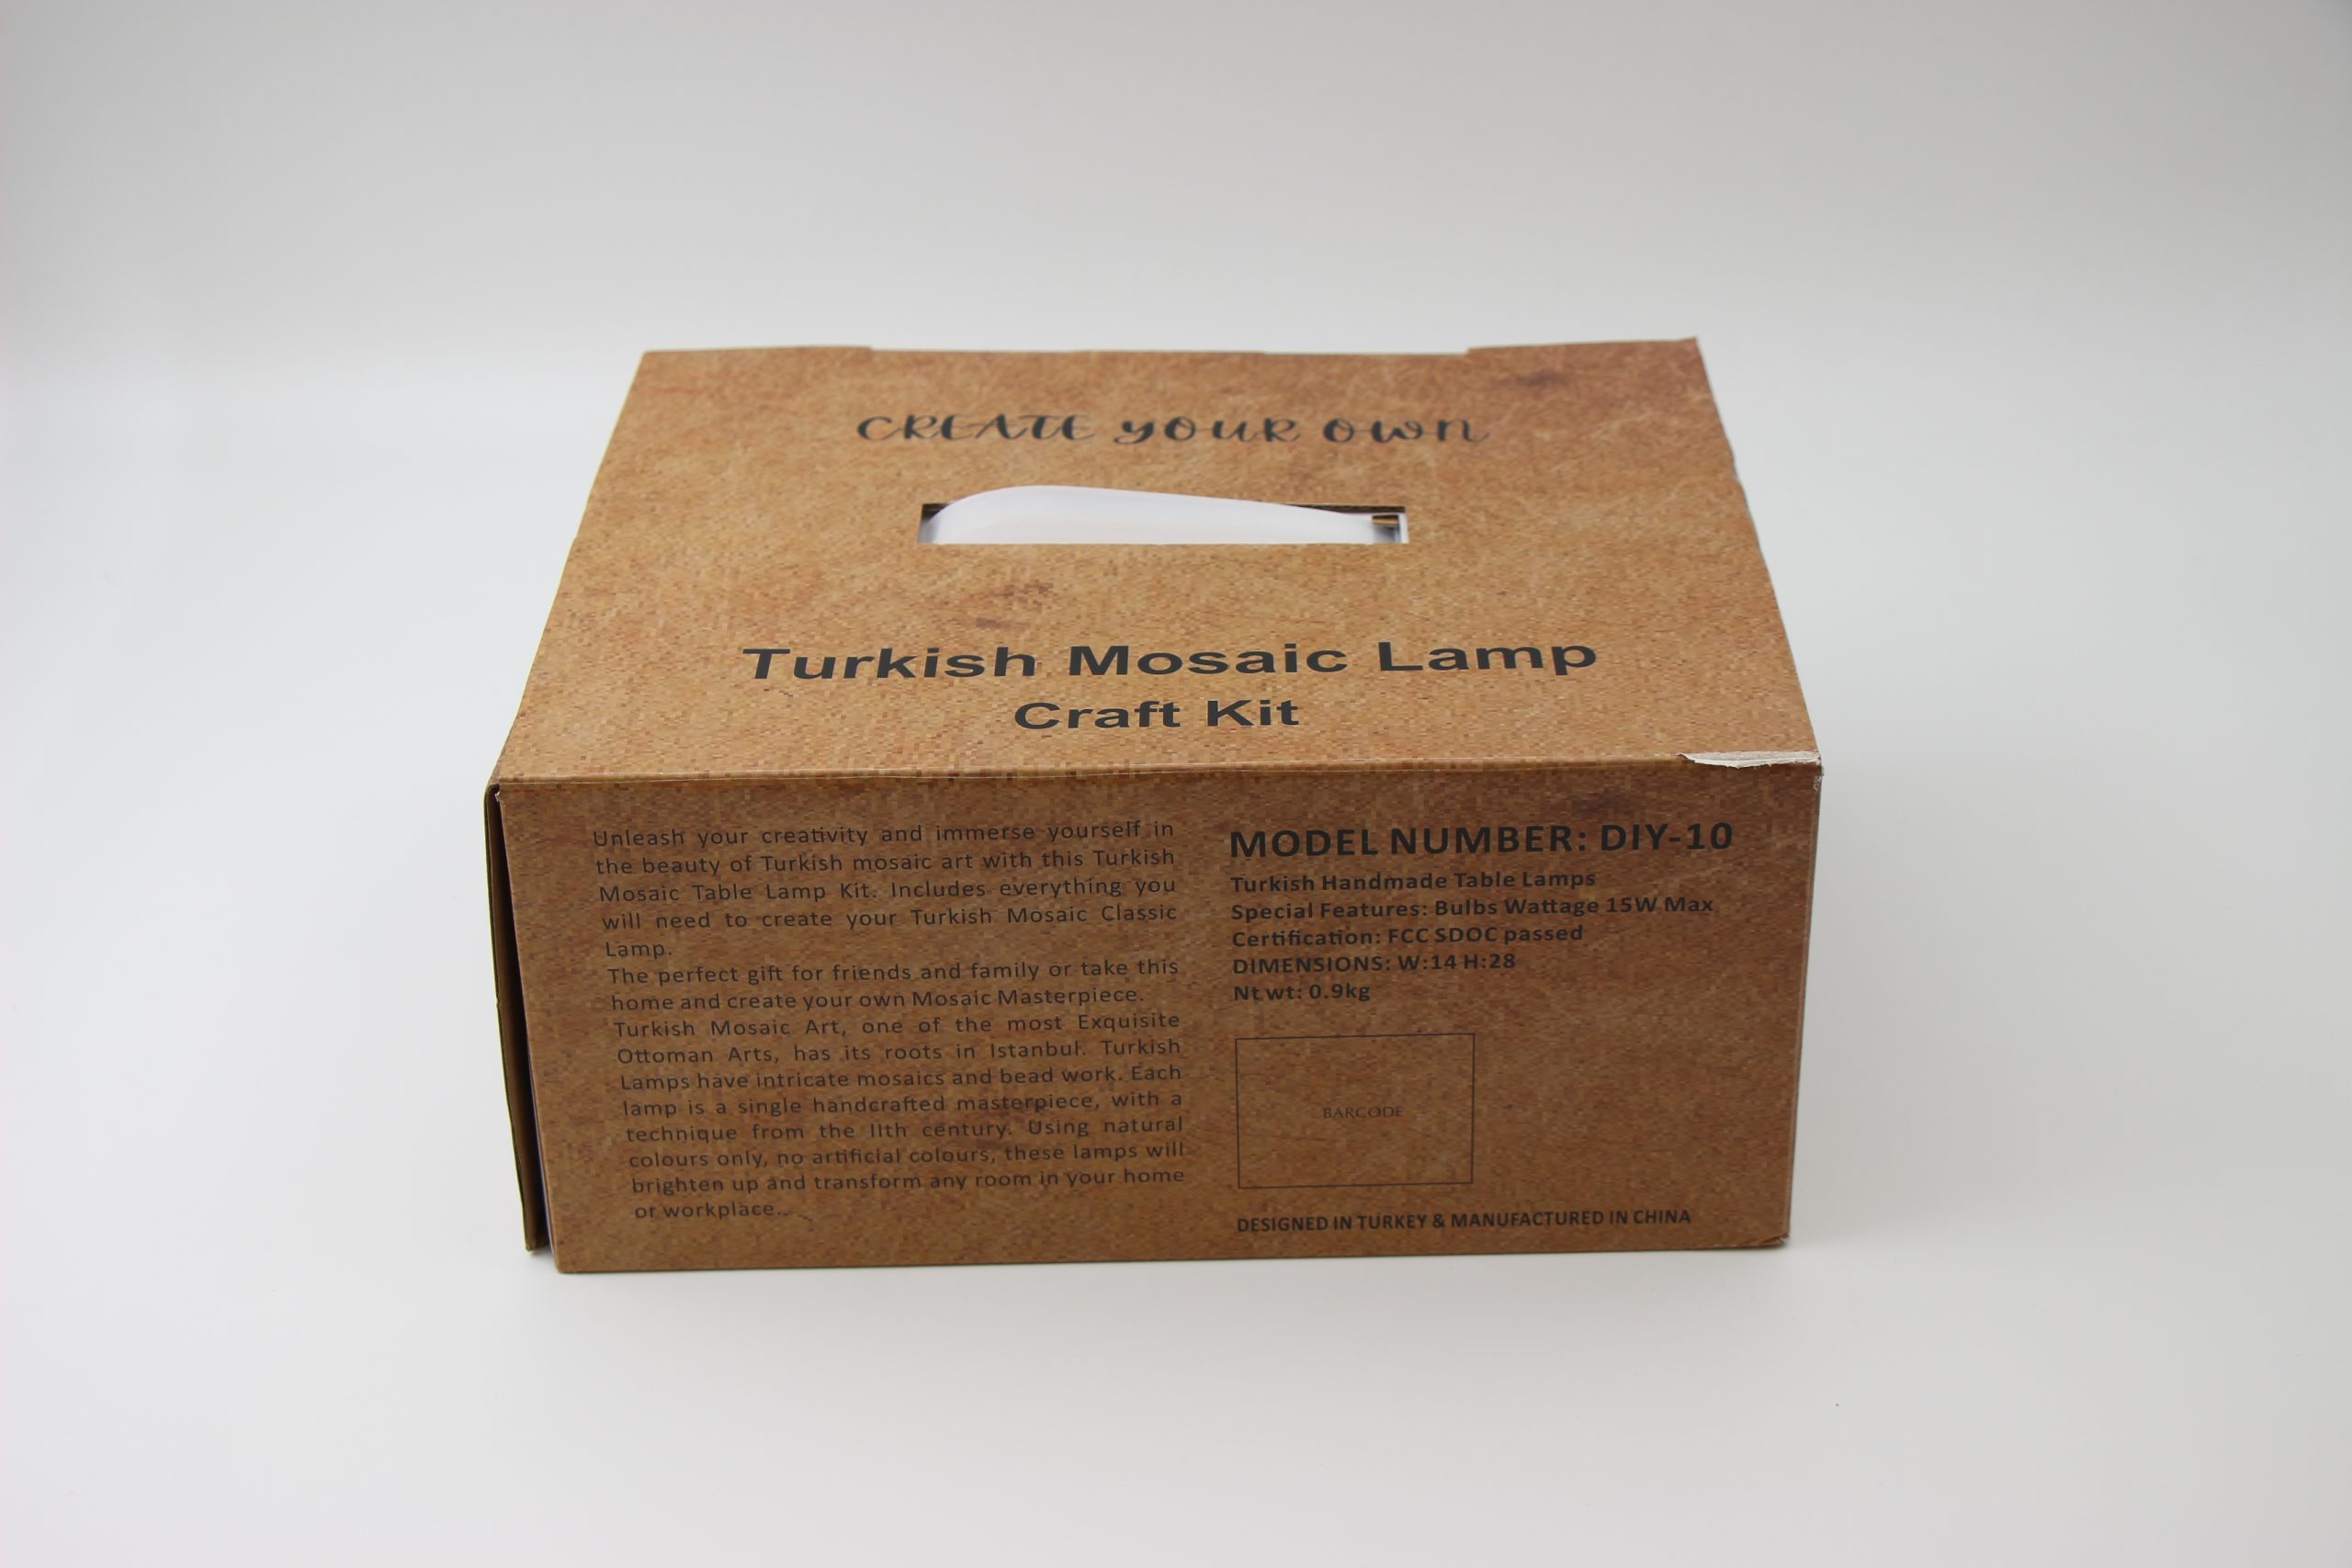 CREATE YOUR OWN
Turkish Mosaic Lamp
Craft Kit
Unleash your creativity and immerse yourself in
the beauty of Turkish mosaic art with this Turkish
Mosaic Table Lamp Kit. Includes everything you
will need to create your Turkish Mosaic Classic
Lamp.
The perfect gift for friends and family or take this
home and create your own Mosaic Masterpiece.
Turkish Mosaic Art, one of the most Exquisite
Ottoman Arts, has its roots in Istanbul. Turkish
Lamps have intricate mosaics and bead work. Each
lamp is a single handcrafted masterpiece, with a
technique from the IIth century. Using natural
colours only, no artificial colours, these lamps will
brighten up and transform any room in your home
or workplace..
MODEL NUMBER: DIY-10
Turkish Handmade Table Lamps
Special Features: Bulbs Wattage 15W Max
Certification: FCC SDOC passed
DIMENSIONS: W:14 H:28
Nt wt: 0.9kg
BARCODE
DESIGNED IN TURKEY & MANUFACTURED IN CHINA